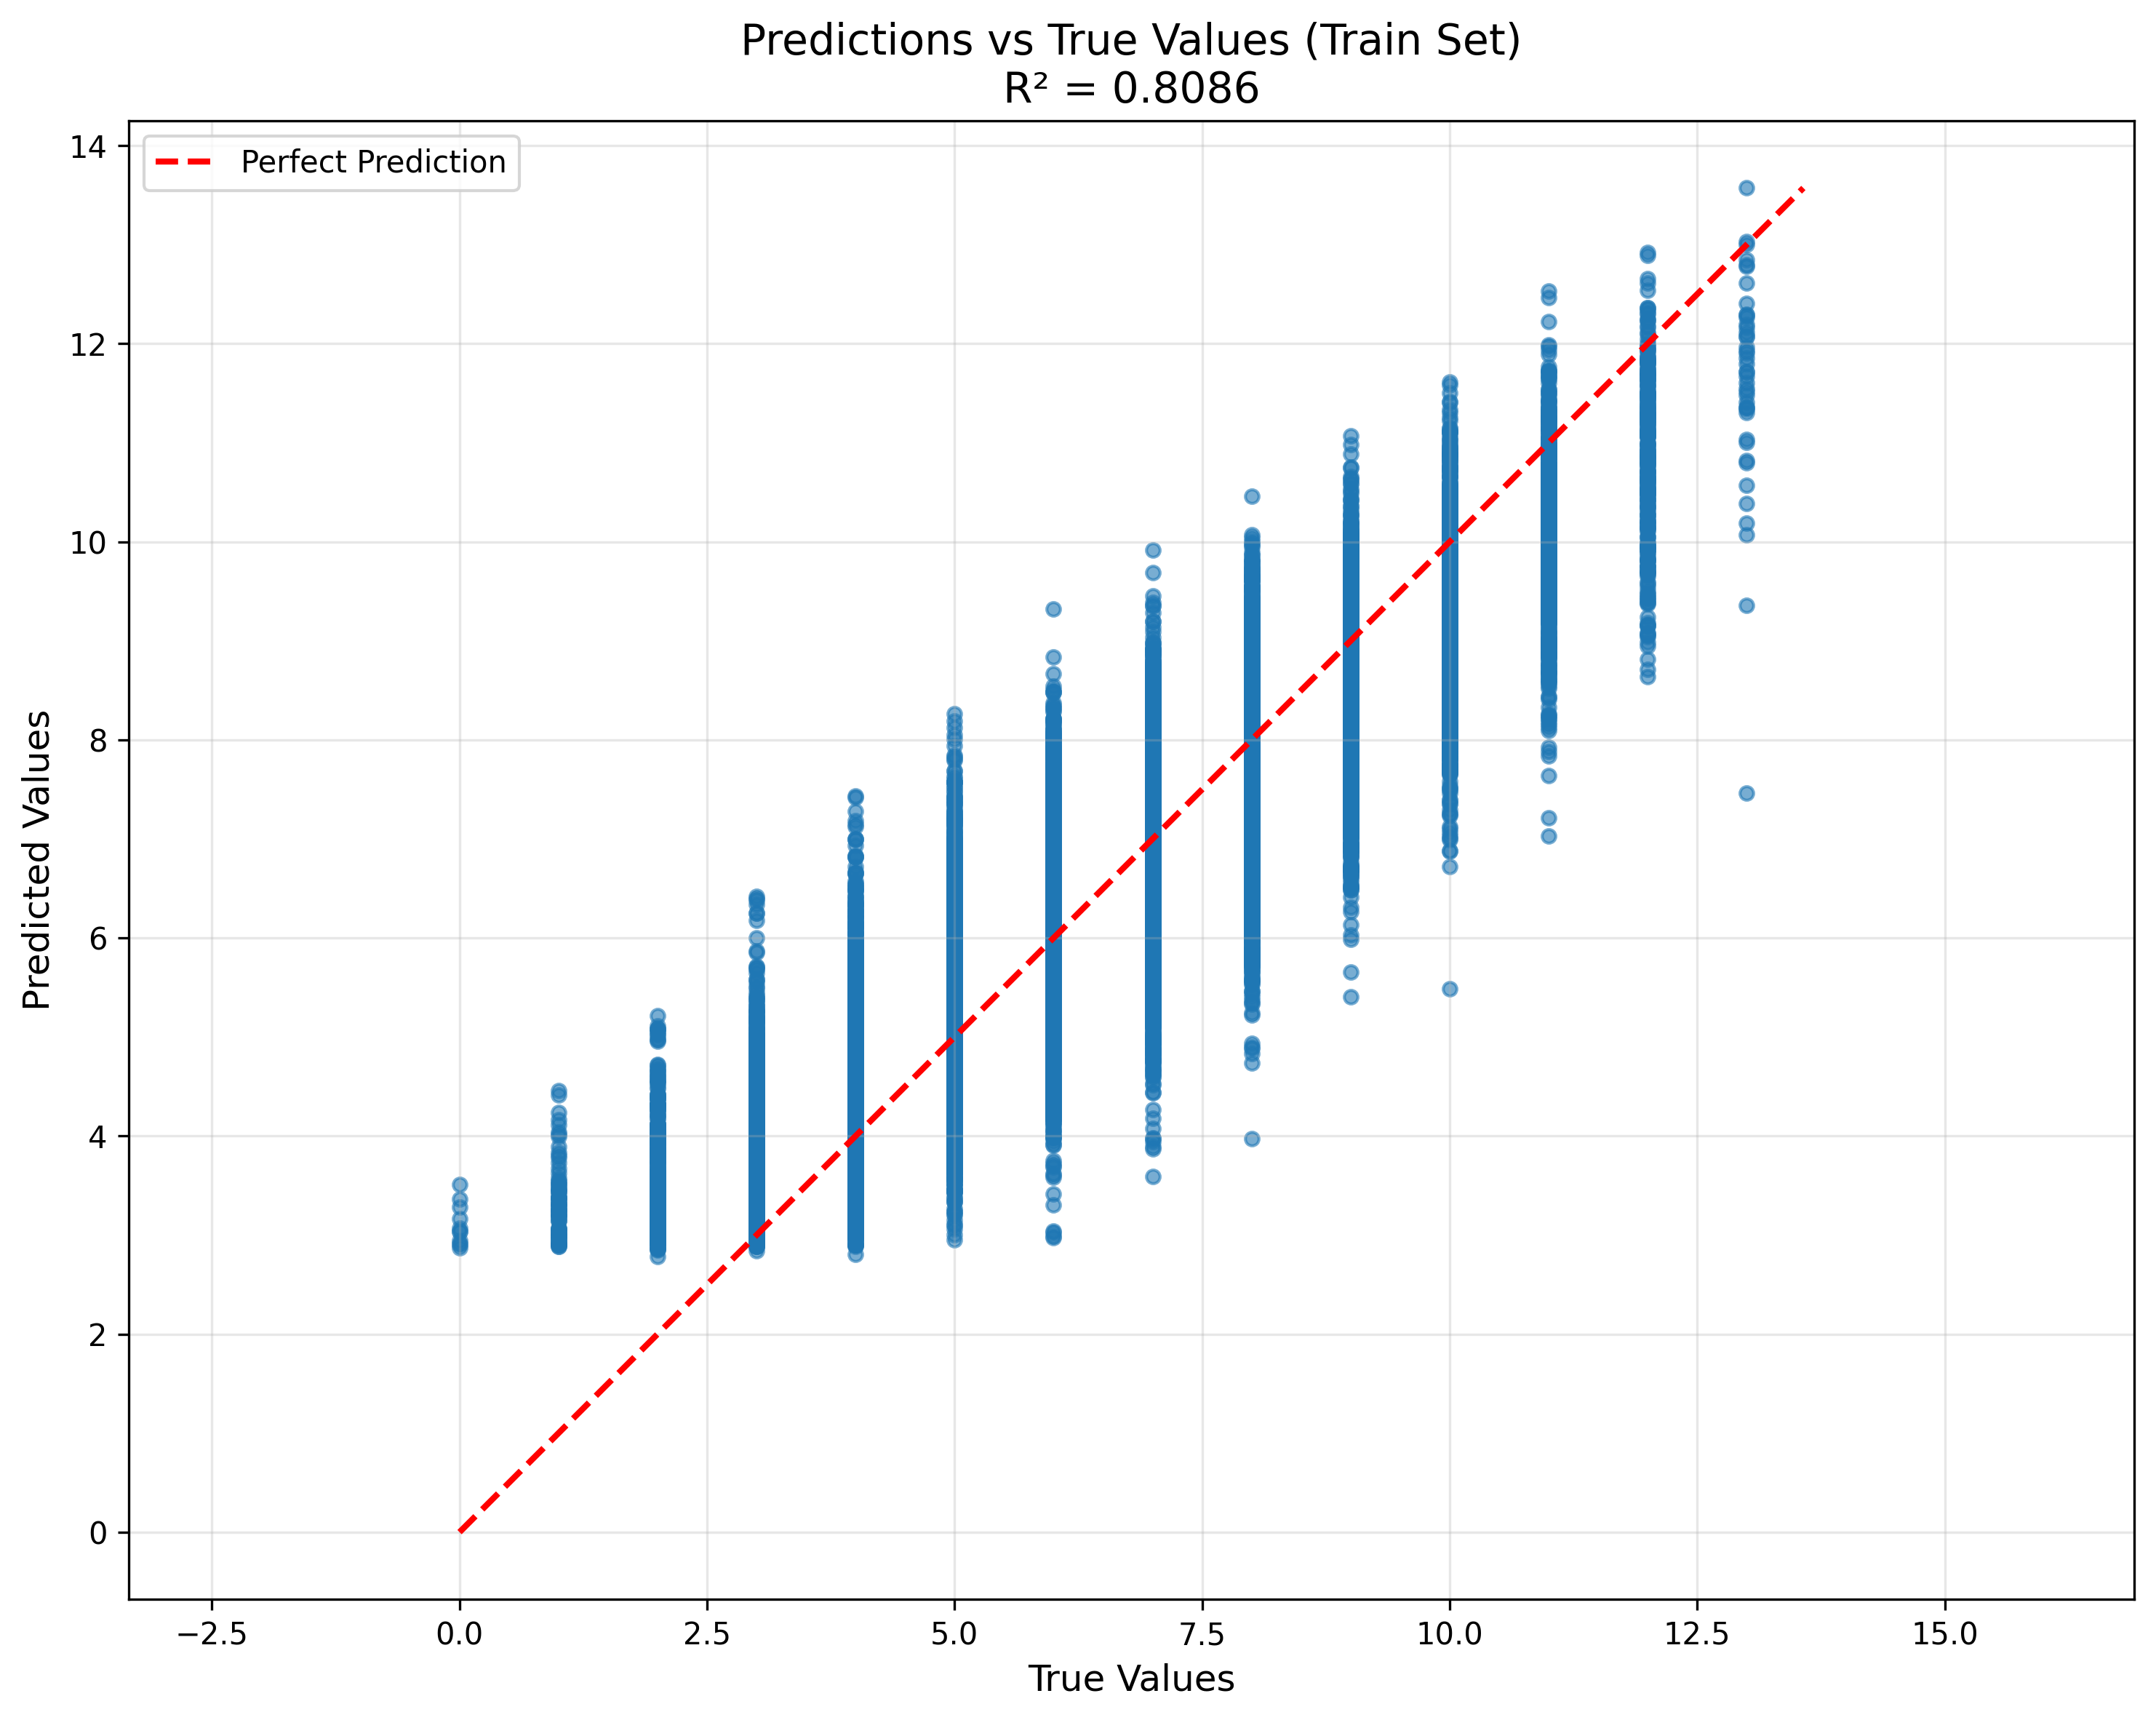 Predictions vs True Values (Train Set)
R² = 0.8086
Perfect Prediction
14
12
10
8
6
4
2
0
Predicted Values
−2.5 0.0 2.5 5.0 7.5 10.0 12.5 15.0
True Values